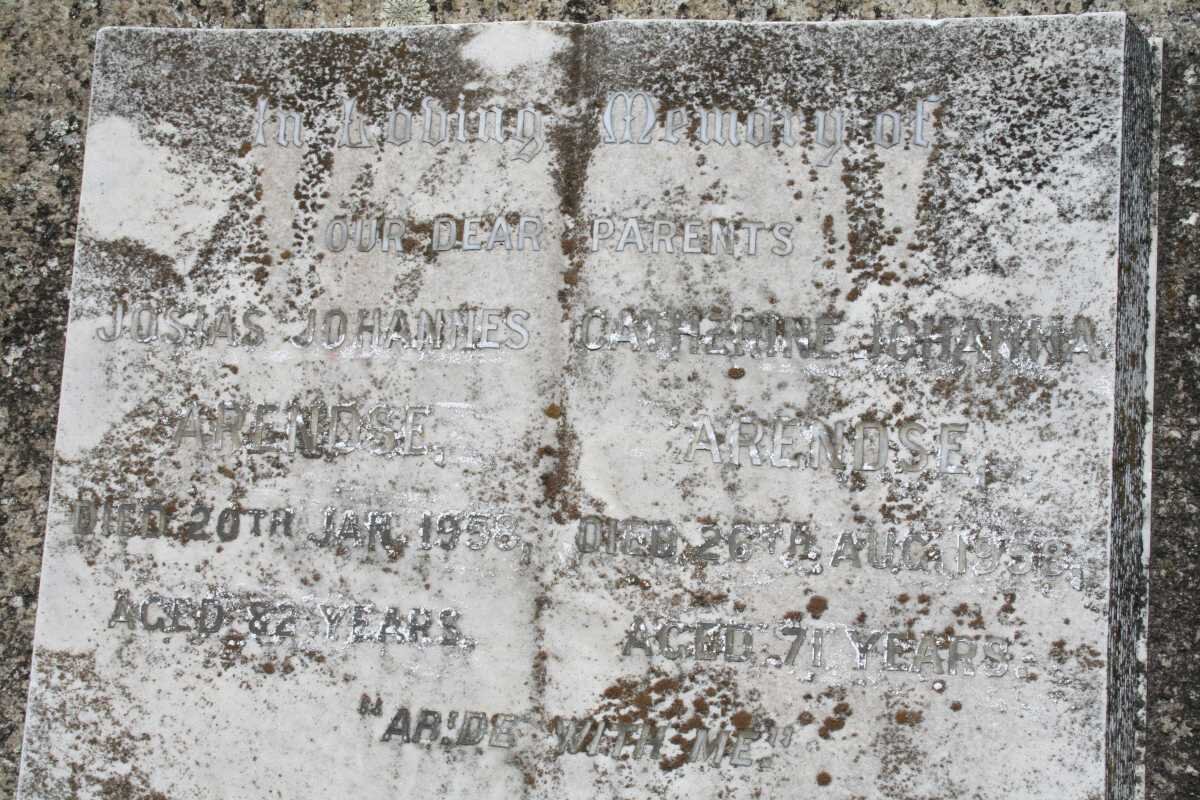 In Loving Memory of
OUR DEAR PARENTS
JOSIAS JOHANNES
ARENDSE,
DIED 20TH JAN. 1958,
AGED 82 YEARS.
CATHERINE JOHANNA
ARENDSE,
DIED 26TH AUG. 1958,
AGED 71 YEARS.
"ABIDE WITH ME."